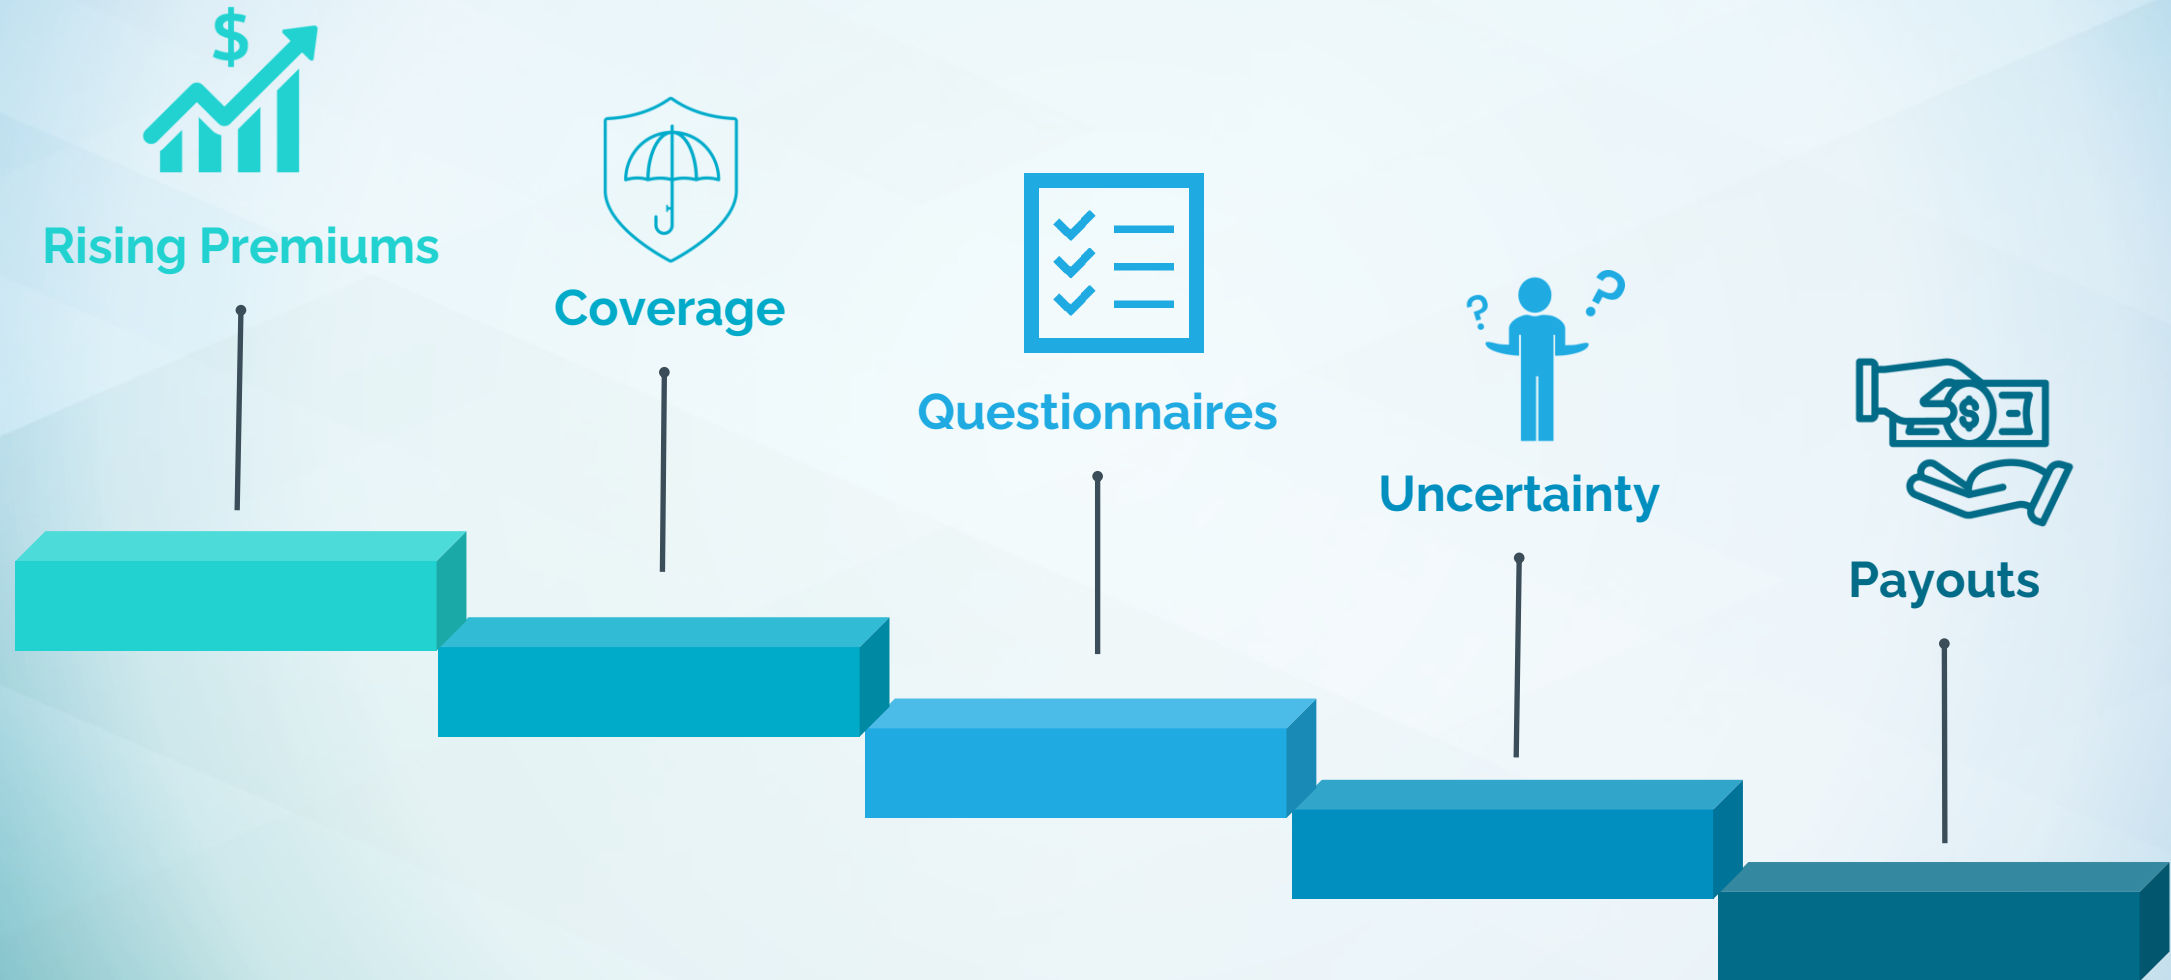 $
Rising Premiums
Coverage
Questionnaires
? ?
Uncertainty
$
Payouts